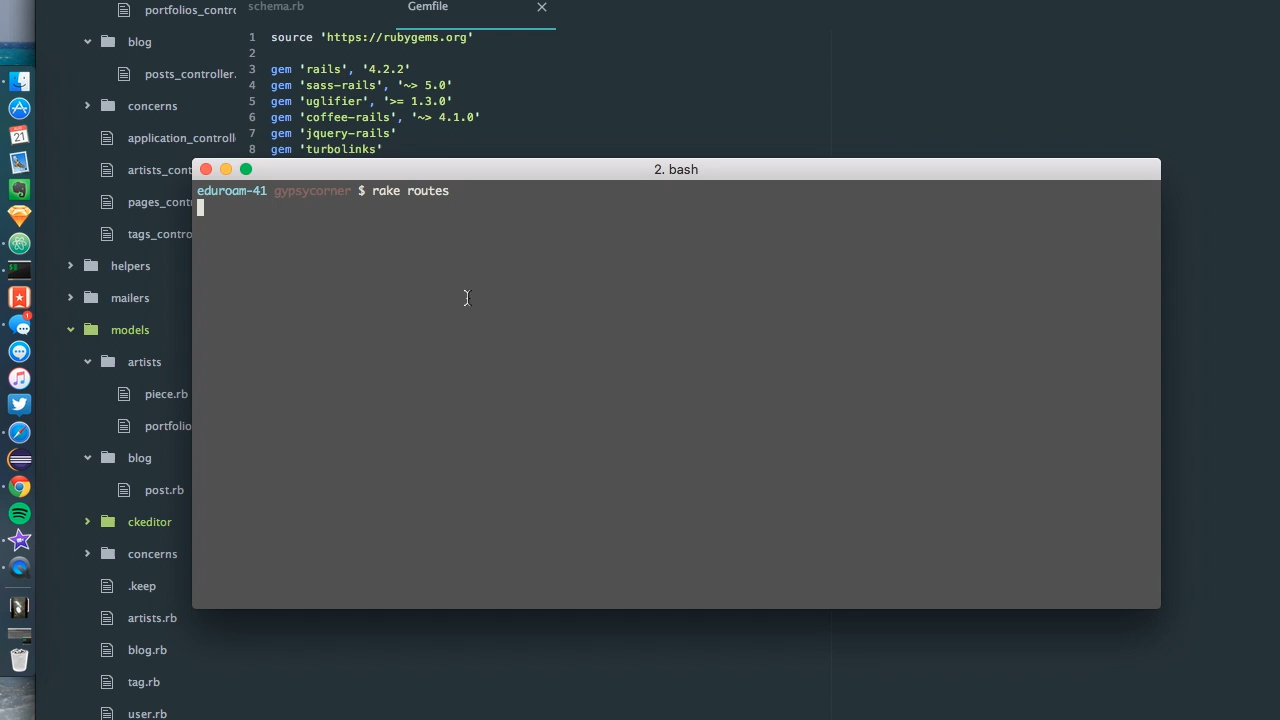 portfolios_contro
blog
posts_controller.
concerns
application_controll
artists_cont
pages_cont
tags_contro
helpers
mailers
models
artists
piece.rb
portfolio
blog
post.rb
ckeditor
concerns
.keep
artists.rb
blog.rb
tag.rb
user.rb
schema.rb
Gemfile
1 source 'https://rubygems.org'
2
3 gem 'rails', '4.2.2'
4 gem 'sass-rails', '~> 5.0'
5 gem 'uglifier', '>= 1.3.0'
6 gem 'coffee-rails', '~> 4.1.0'
7 gem 'jquery-rails'
8 gem 'turbolinks'
2. bash
eduroam-41 gypsycorner $ rake routes
21
1